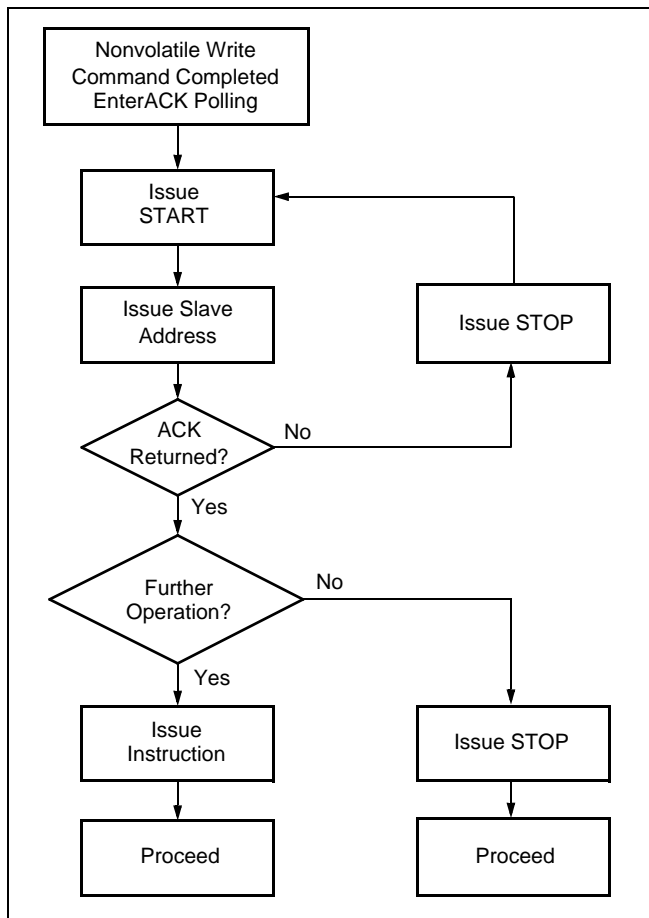 Nonvolatile Write
Command Completed
EnterACK Polling
Issue
START
Issue Slave
Address
Issue STOP
ACK
Returned?
No
Yes
Further
Operation?
No
Yes
Issue
Instruction
Issue STOP
Proceed
Proceed